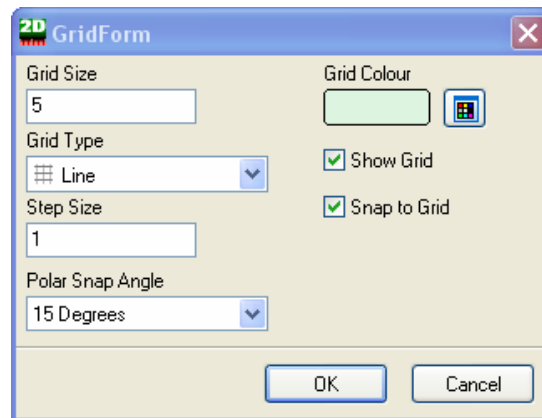 2D GridForm
Grid Size
5
Grid Type
Line
Step Size
1
Polar Snap Angle
15 Degrees
Grid Colour
Show Grid
Snap to Grid
OK
Cancel